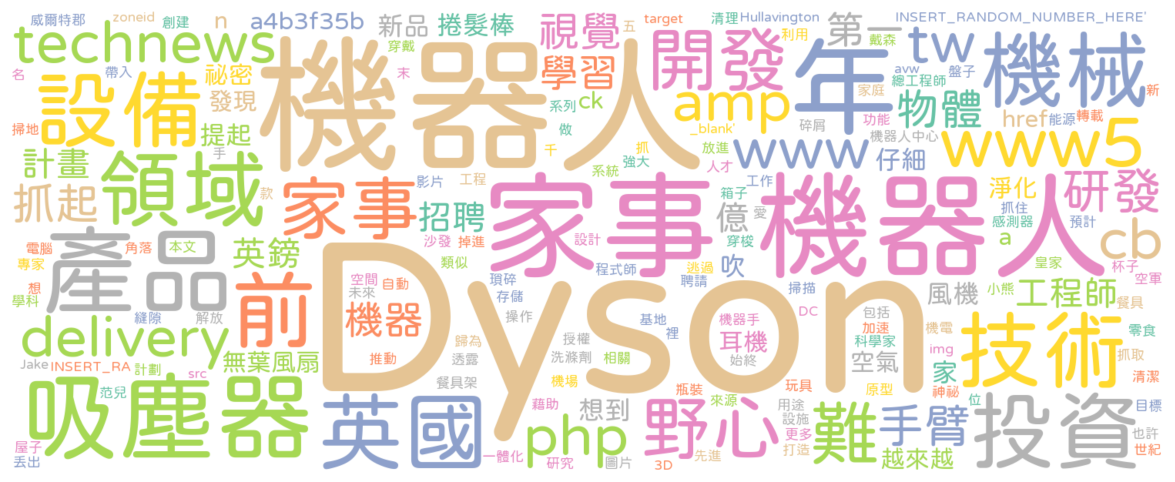 威爾特郡 zoneid 創建 n a4b3f35b 新品 捲髮棒 視覺 五 target 清理 Hullavington 第一 INSERT_RANDOM_NUMBER_HERE'
technews 穿戴 末 學習 開發 利用 戴森 年 tw 機械
名 帶入 設備 祕密 發現 機器人 系列 ck 抓 amp 家庭 avw 總工程師 盤子 物體 href 能源 轉載 新
掃地 提起 手 做 千 _blank' 放進 碎屑 功能 機器人中心
計畫 領域 系統 強大 人才 www 仔細 www5
抓起 款 家事 影片 工程 招聘 家事機器人 箱子 工作 愛 億 淨化 抓住 感測器 預計 研發
產品 英鎊 沙發 掉進 設計 穿梭 a cb
電腦 角落 本文 專家 類似 程式師 逃過 吹 皇家 杯子 空軍
想 學科 縫隙 解放 前 空間 自動 未來 瑣碎 存儲 聘請 掃描 風機 小熊 工程師 餐具
delivery 機器 操作 Dyson 基地 裡 機器手 DC 包括 加速 機電 技術 零食
無葉風扇 推動 歸為 透露 授權 洗滌劑 相關 始終 耳機 科學家 空氣 img 抓取
Jake INSERT_RA 計劃 src 餐具架 機場 家 神祕 清潔
范兒 吸塵器 英國 藉助 想到 瓶裝 來源 玩具 用途 原型 位 目標
野心 設施 難 手臂 投資 也許
屋子 丟出 一體化 php 研究 圖片 3D 更多 先進 打造 越來越 世紀